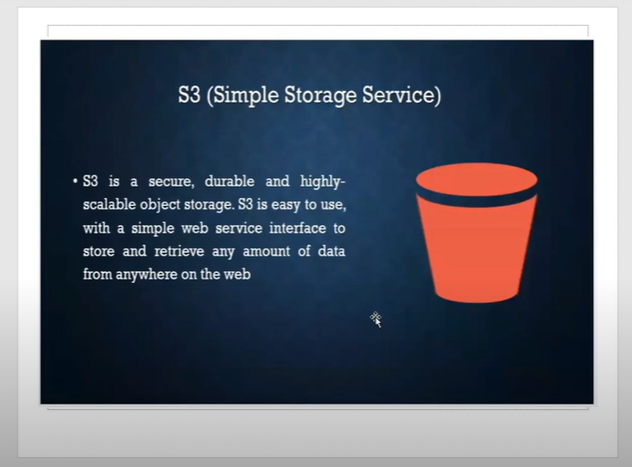 S3 (Simple Storage Service)
• S3 is a secure, durable and highly-
scalable object storage. S3 is easy to use,
with a simple web service interface to
store and retrieve any amount of data
from anywhere on the web